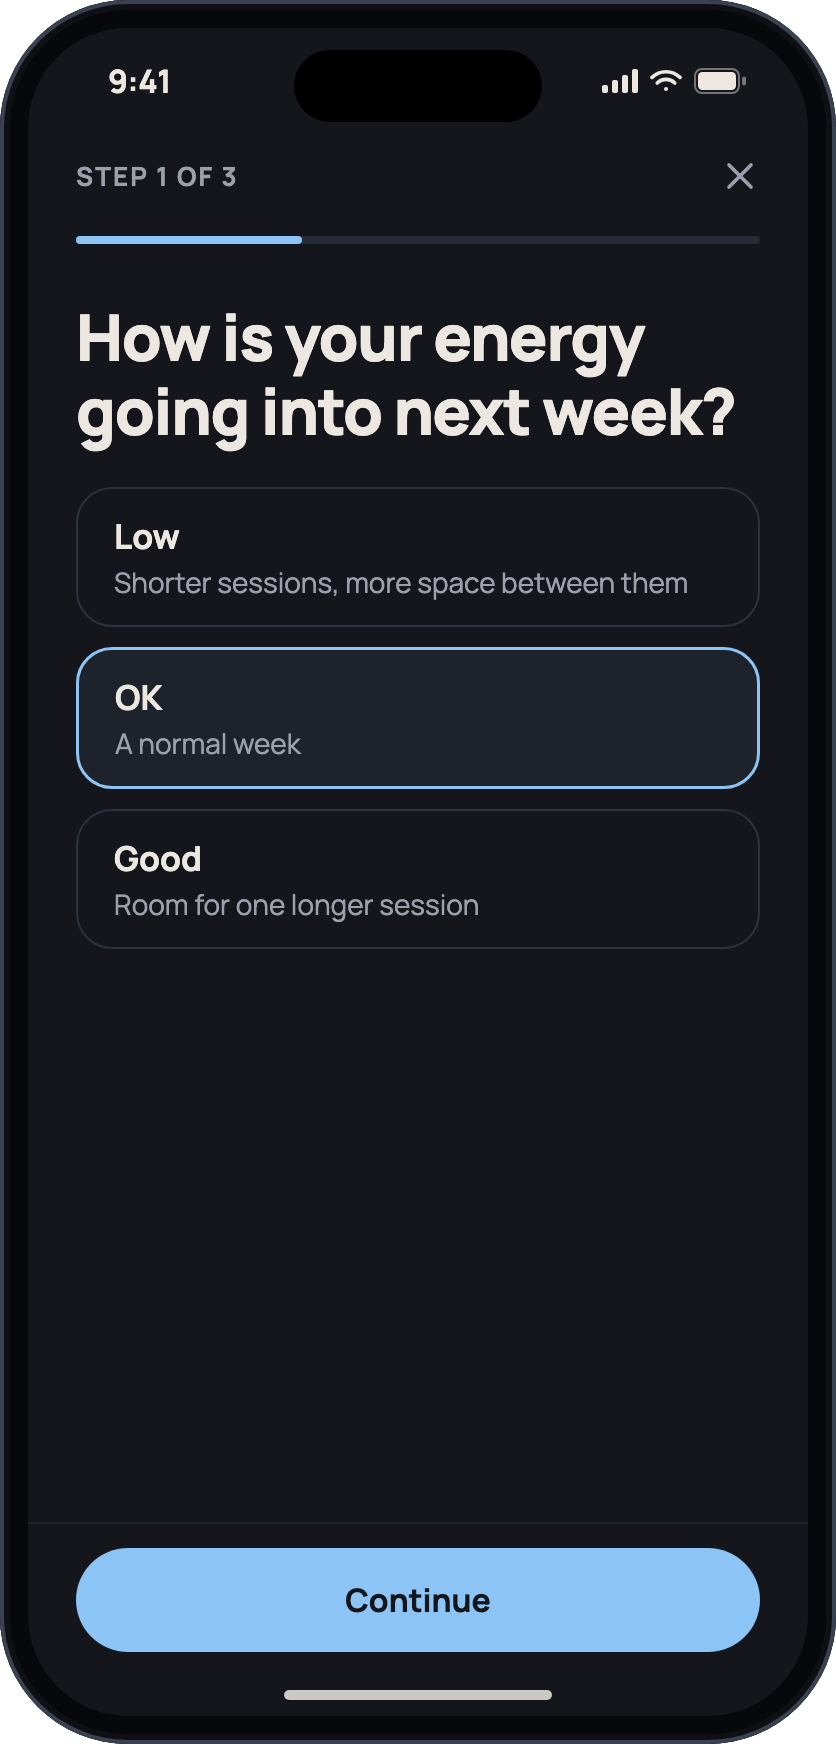 9:41
STEP 1 OF 3
How is your energy
going into next week?
Low
Shorter sessions, more space between them
OK
A normal week
Good
Room for one longer session
Continue